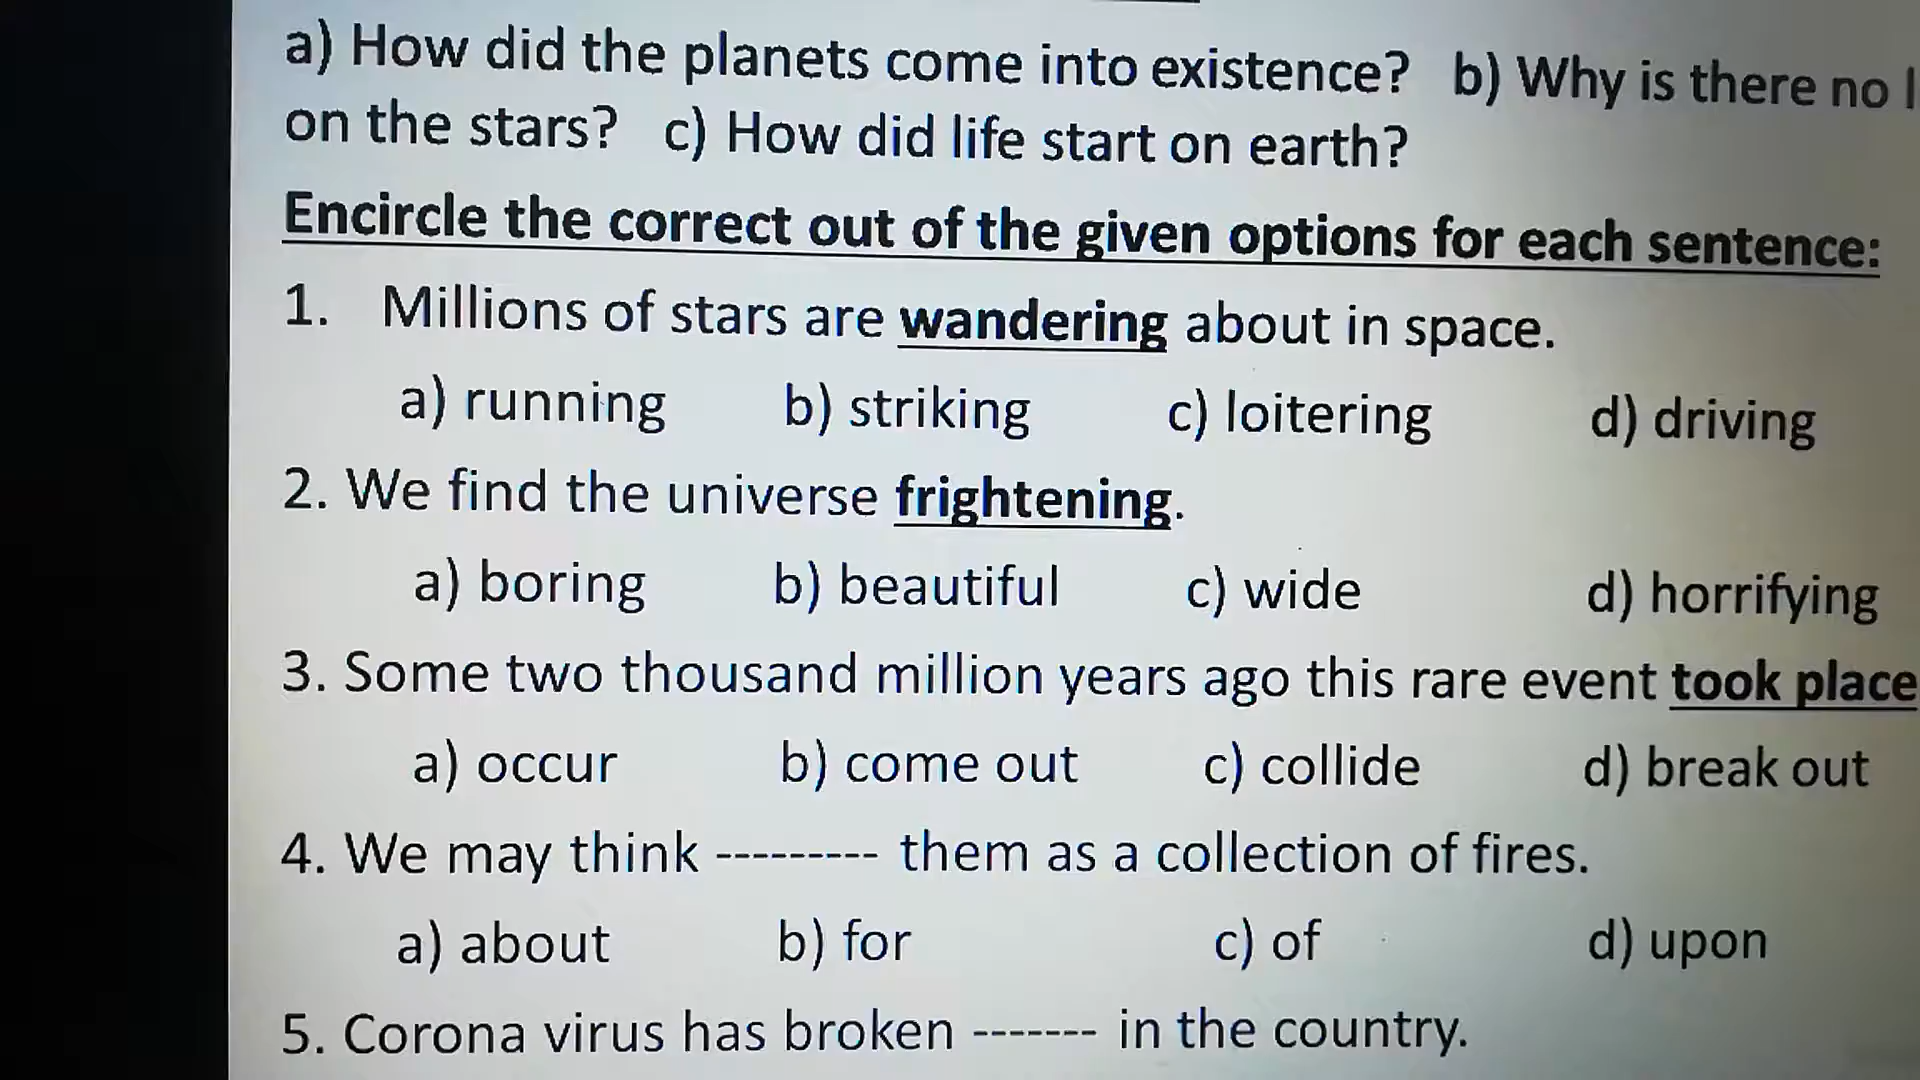 a) How did the planets come into existence? b) Why is there no
on the stars? c) How did life start on earth?
Encircle the correct out of the given options for each sentence:
1. Millions of stars are wandering about in space.
a) running b) striking c) loitering d) driving
2. We find the universe frightening.
a) boring b) beautiful c) wide d) horrifying
3. Some two thousand million years ago this rare event took place
a) occur b) come out c) collide d) break out
4. We may think --------- them as a collection of fires.
a) about b) for c) of d) upon
5. Corona virus has broken ------- in the country.